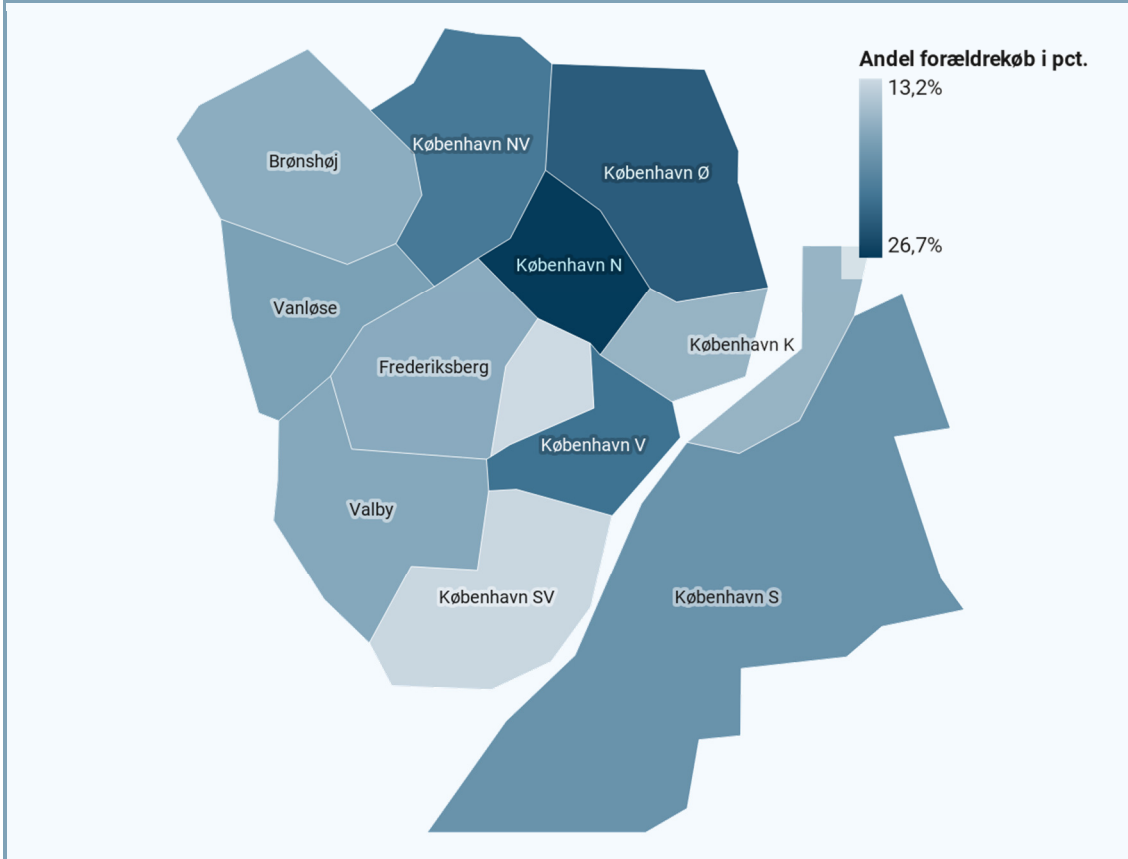 Andel forældrekøb i pct.
13,2%
26,7%
København NV
Brønshøj
København Ø
København N
Vanløse
København K
Frederiksberg
København V
Valby
København SV
København S